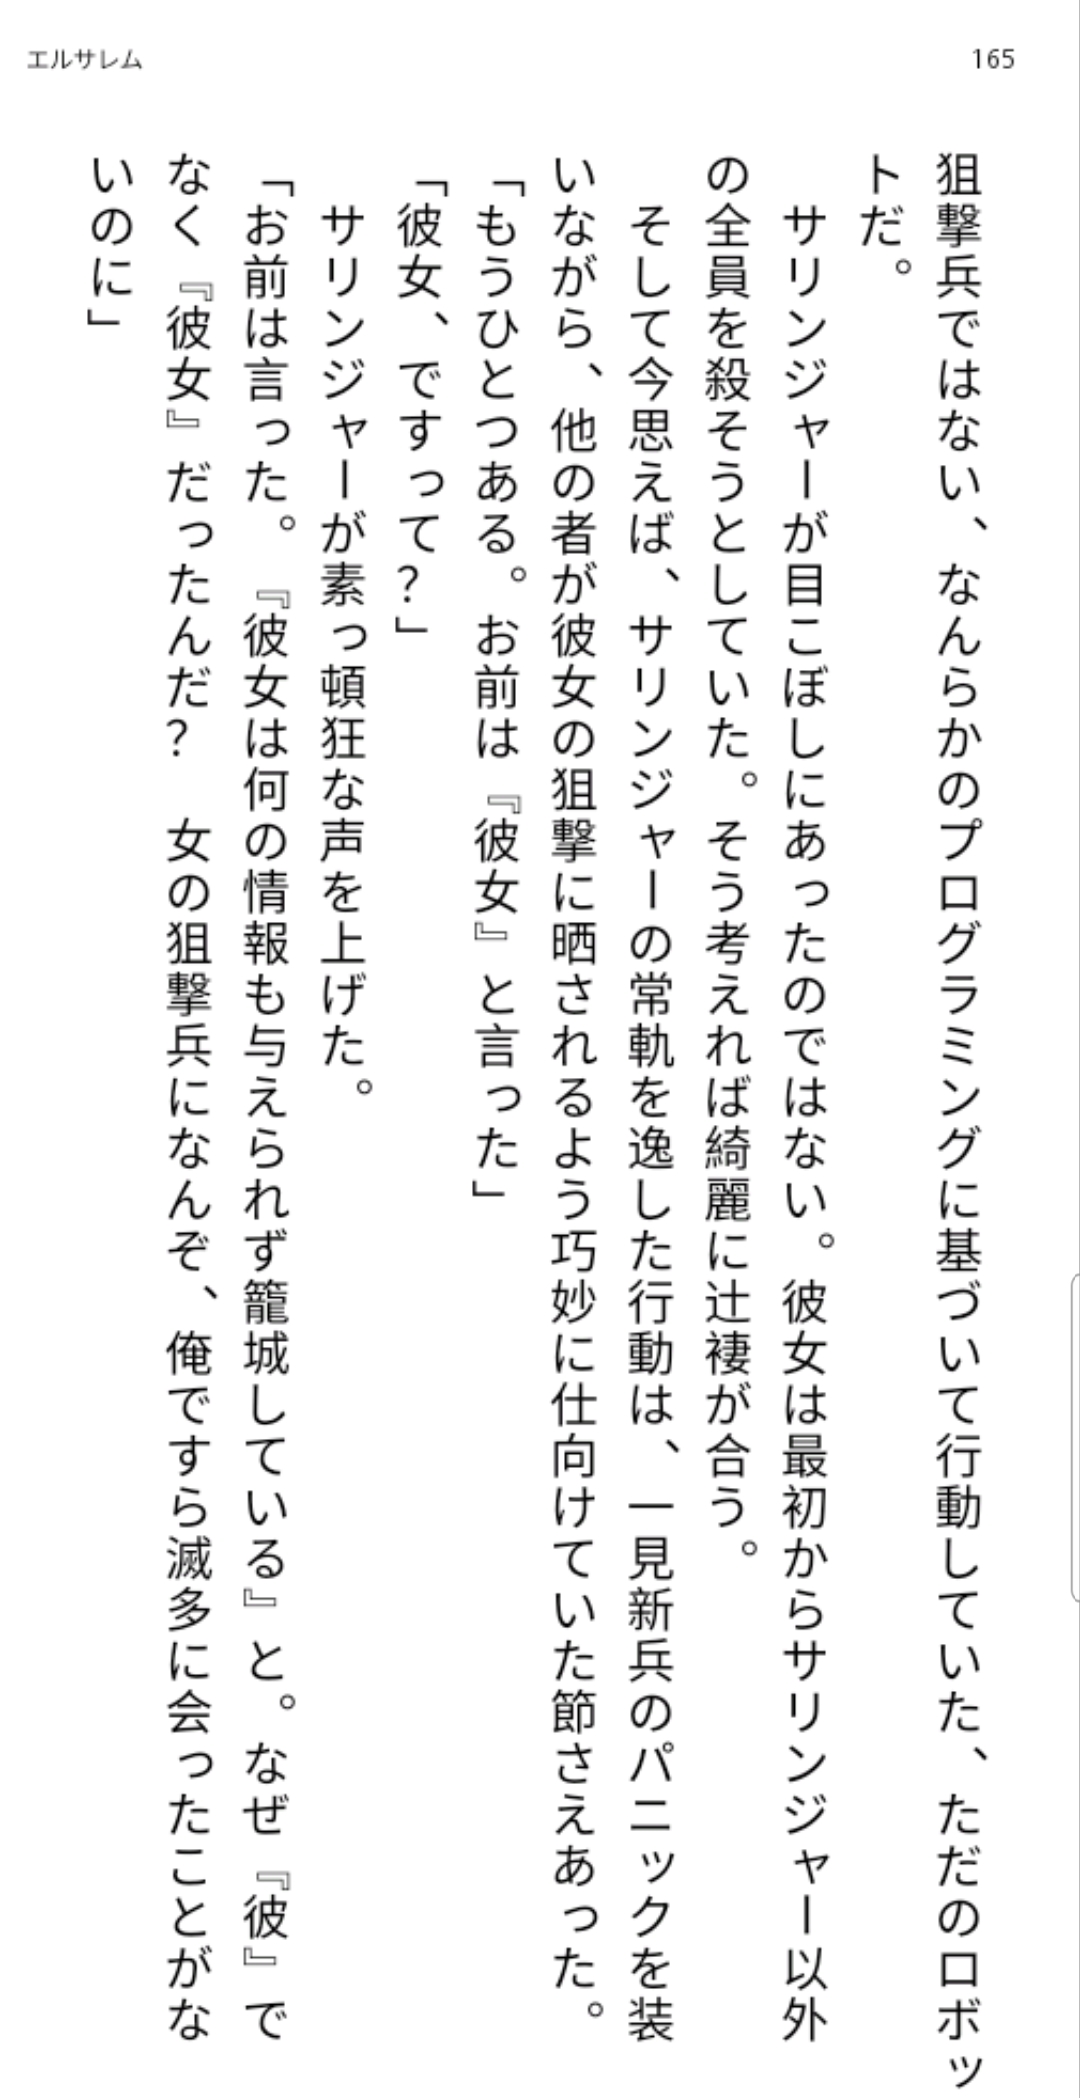 エルサレム
165
狙撃兵ではない、なんらかのプログラミングに基づいて行動していた、ただのロボッ
トだ。
　サリンジャーが目こぼしにあったのではない。彼女は最初からサリンジャー以外
の全員を殺そうとしていた。そう考えれば綺麗に辻褄が合う。
　そして今思えば、サリンジャーの常軌を逸した行動は、一見新兵のパニックを装
いながら、他の者が彼女の狙撃に晒されるよう巧妙に仕向けていた節さえあった。
「もうひとつある。お前は『彼女』と言った」
「彼女、ですって？」
　サリンジャーが素っ頓狂な声を上げた。
「お前は言った。『彼女は何の情報も与えられず籠城している』と。なぜ『彼』で
なく『彼女』だったんだ？　女の狙撃兵になんぞ、俺ですら滅多に会ったことがな
いのに」